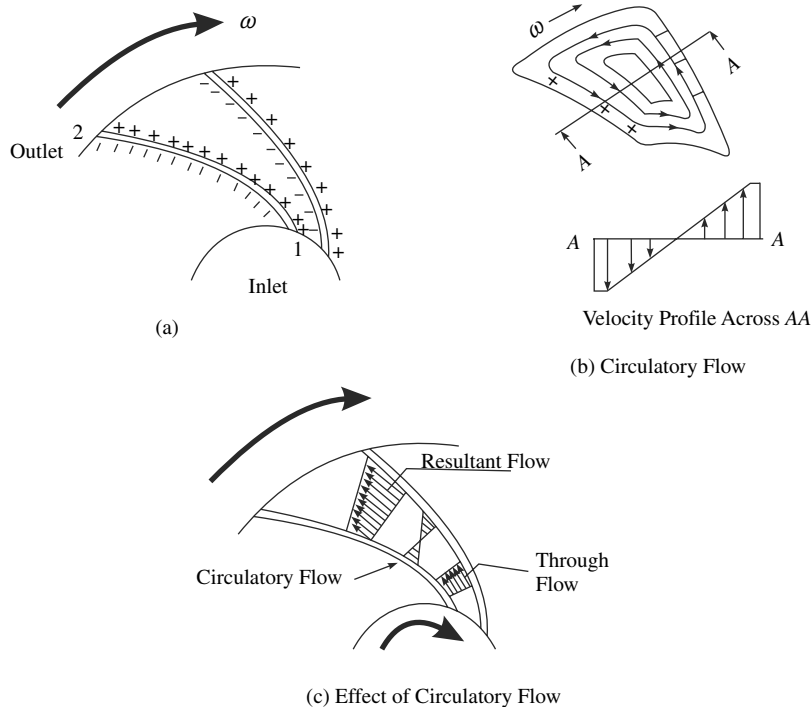 ω
2
Outlet
1
Inlet
(a)
ω
A
A
A A
Velocity Profile Across AA
(b) Circulatory Flow
Resultant Flow
Circulatory Flow
Through
Flow
(c) Effect of Circulatory Flow